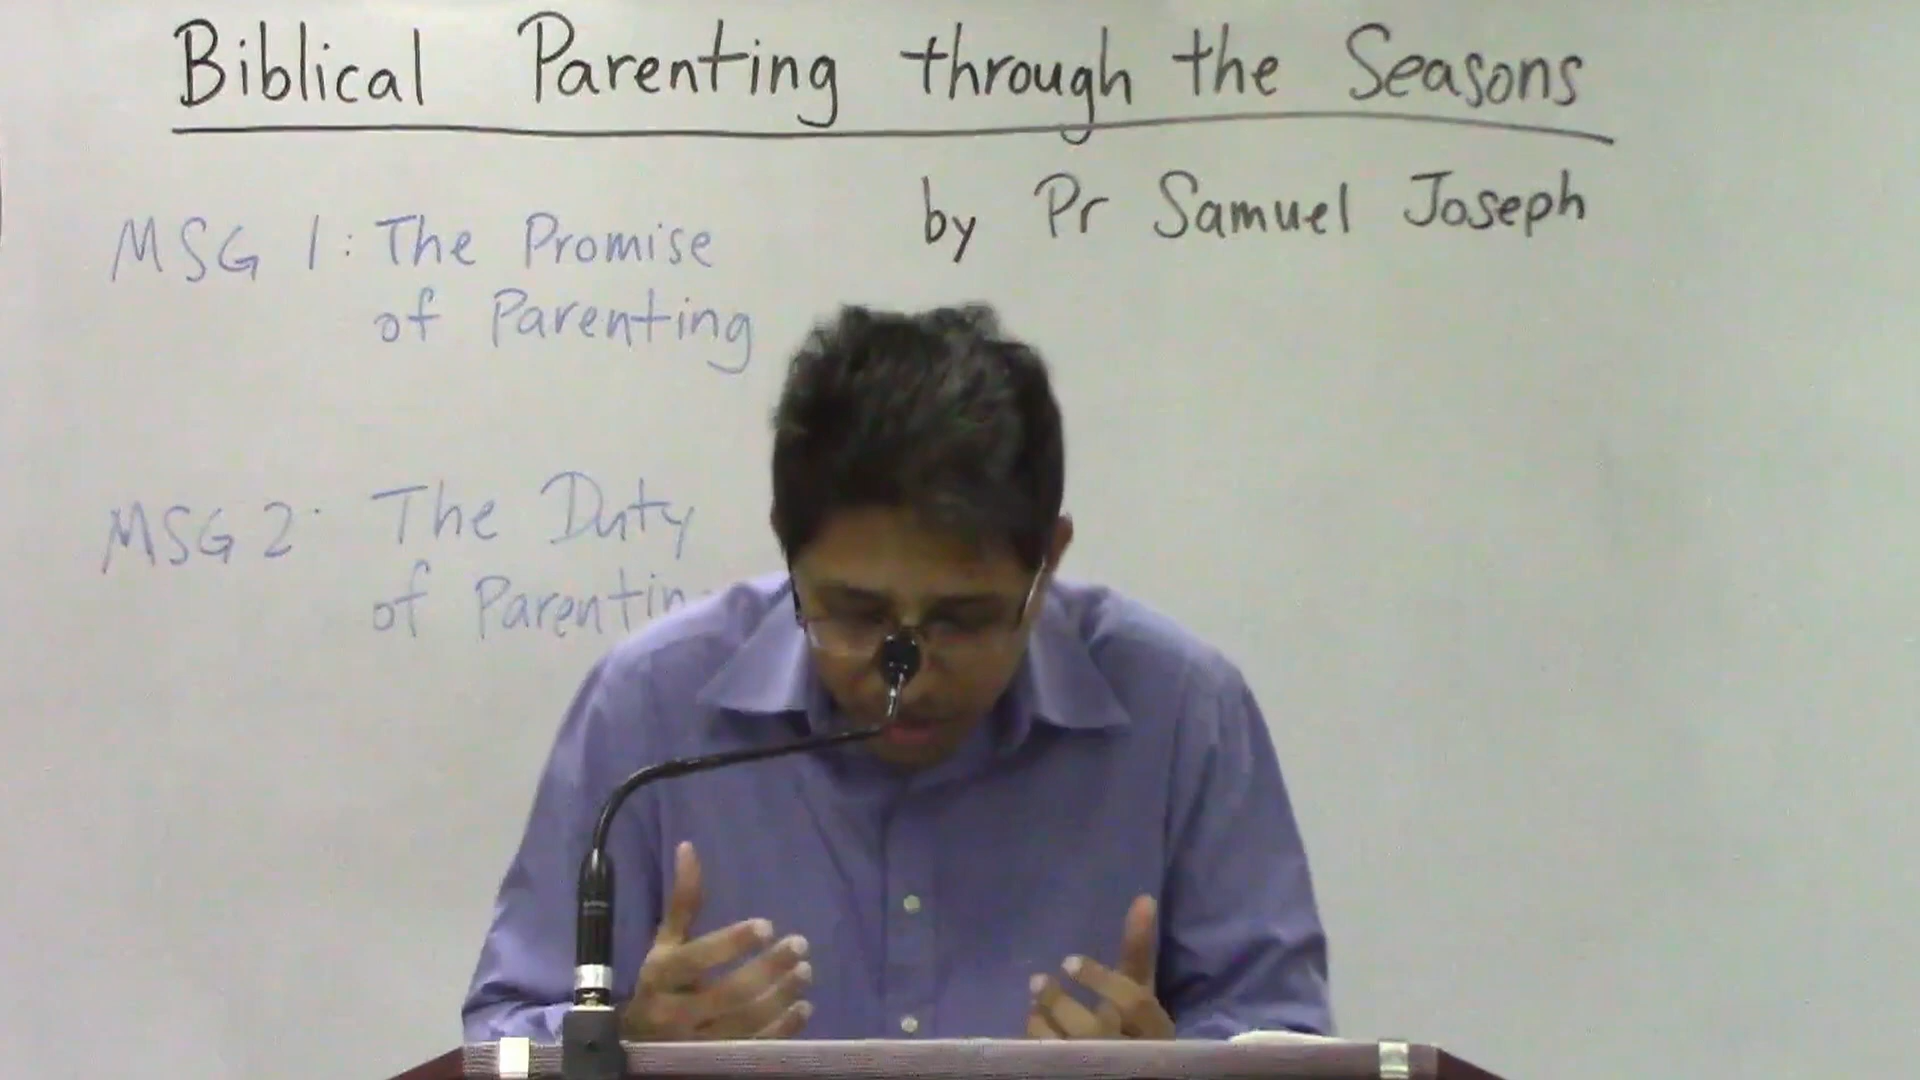 Biblical Parenting through the Seasons
by Pr Samuel Joseph
MSG 1: The Promise
of Parenting
MSG 2: The Duty
of Parentin